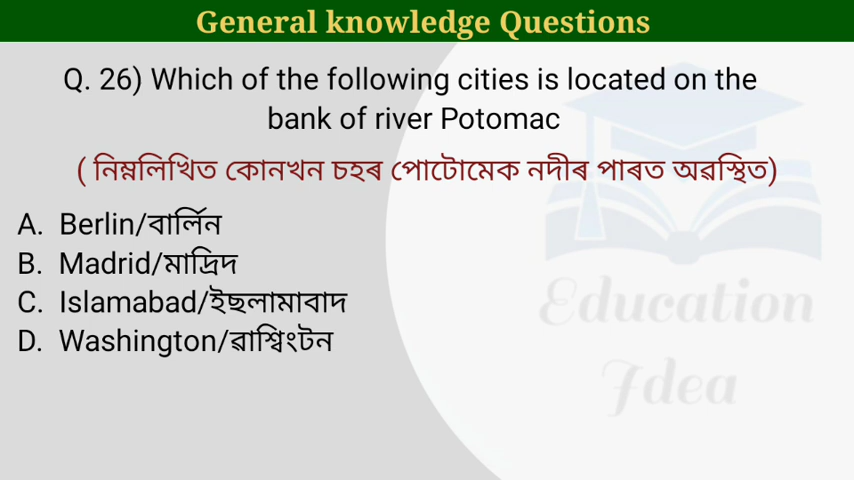 General knowledge Questions
Q. 26) Which of the following cities is located on the
bank of river Potomac
( নিম্নলিখিত কোনখন চহৰ পোটোমেক নদীৰ পাৰত অৱস্থিত)
A. Berlin/বাৰ্লিন
B. Madrid/মাদ্ৰিদ
C. Islamabad/ইছলামাবাদ
D. Washington/ৱাশ্বিংটন
Education
Idea